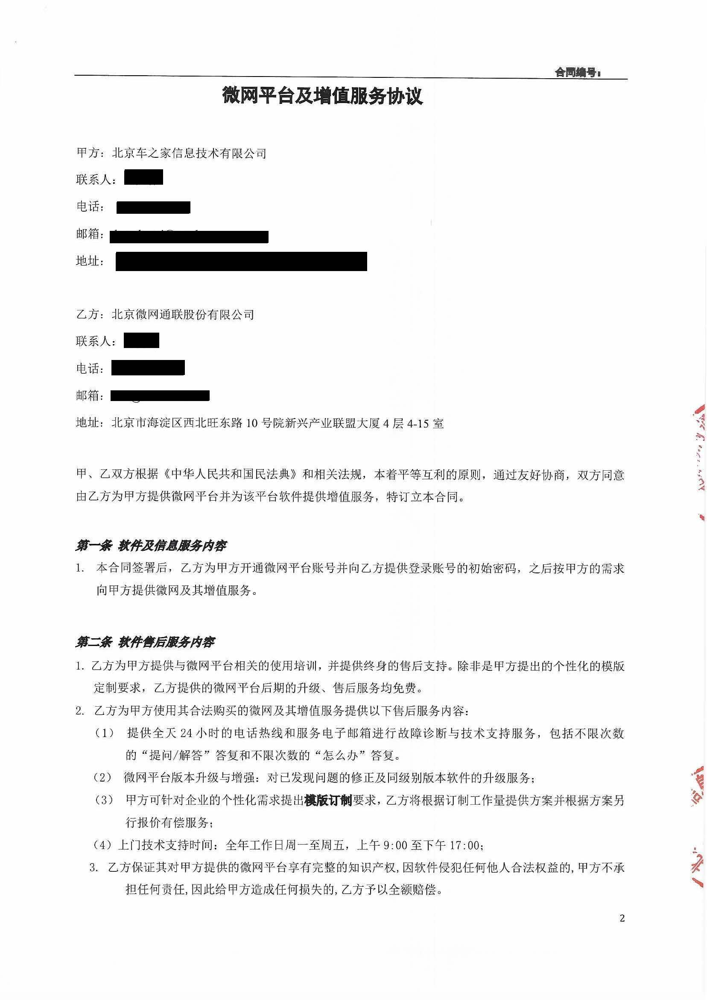 合同编号：
微网平台及增值服务协议
甲方：北京车之家信息技术有限公司
联系人：
电话：
邮箱：
地址：
乙方：北京微网通联股份有限公司
联系人：
电话：
邮箱：
地址：北京市海淀区西北旺东路 10 号院新兴产业联盟大厦 4 层 4-15 室
甲、乙双方根据《中华人民共和国民法典》和相关法规，本着平等互利的原则，通过友好协商，双方同意
由乙方为甲方提供微网平台并为该平台软件提供增值服务，特订立本合同。
第一条 软件及信息服务内容
1. 本合同签署后，乙方为甲方开通微网平台账号并向乙方提供登录账号的初始密码，之后按甲方的需求
向甲方提供微网及其增值服务。
第二条 软件售后服务内容
1. 乙方为甲方提供与微网平台相关的使用培训，并提供终身的售后支持。除非是甲方提出的个性化的模版
定制要求，乙方提供的微网平台后期的升级、售后服务均免费。
2. 乙方为甲方使用其合法购买的微网及其增值服务提供以下售后服务内容：
（1） 提供全天 24 小时的电话热线和服务电子邮箱进行故障诊断与技术支持服务，包括不限次数
的“提问/解答”答复和不限次数的“怎么办”答复。
（2） 微网平台版本升级与增强：对已发现问题的修正及同级别版本软件的升级服务；
（3） 甲方可针对企业的个性化需求提出模版订制要求，乙方将根据订制工作量提供方案并根据方案另
行报价有偿服务；
（4）上门技术支持时间：全年工作日周一至周五，上午 9:00 至下午 17:00；
3. 乙方保证其对甲方提供的微网平台享有完整的知识产权,因软件侵犯任何他人合法权益的,甲方不承
担任何责任,因此给甲方造成任何损失的,乙方予以全额赔偿。
2